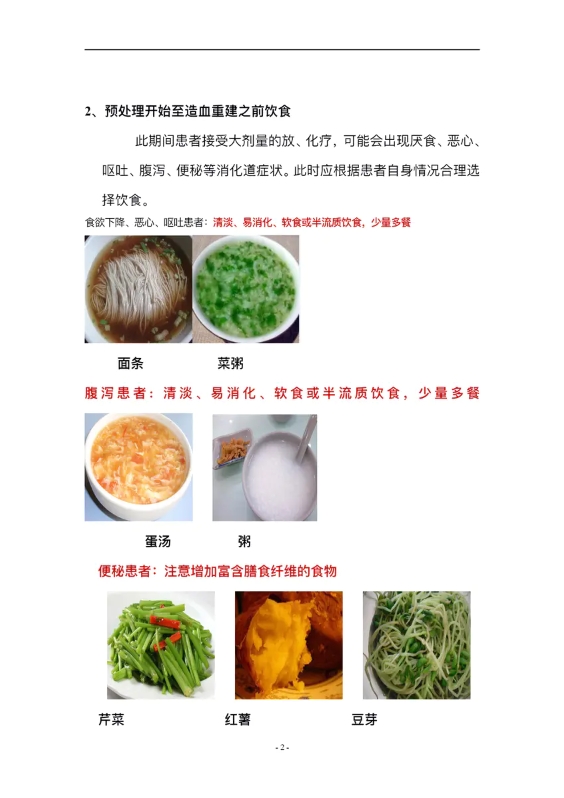 2、预处理开始至造血重建之前饮食
此期间患者接受大剂量的放、化疗，可能会出现厌食、恶心、
呕吐、腹泻、便秘等消化道症状。此时应根据患者自身情况合理选
择饮食。
食欲下降、恶心、呕吐患者：清淡、易消化、软食或半流质饮食，少量多餐
面条 菜粥
腹泻患者：清淡、易消化、软食或半流质饮食，少量多餐
蛋汤 粥
便秘患者：注意增加富含膳食纤维的食物
芹菜 红薯 豆芽
- 2 -